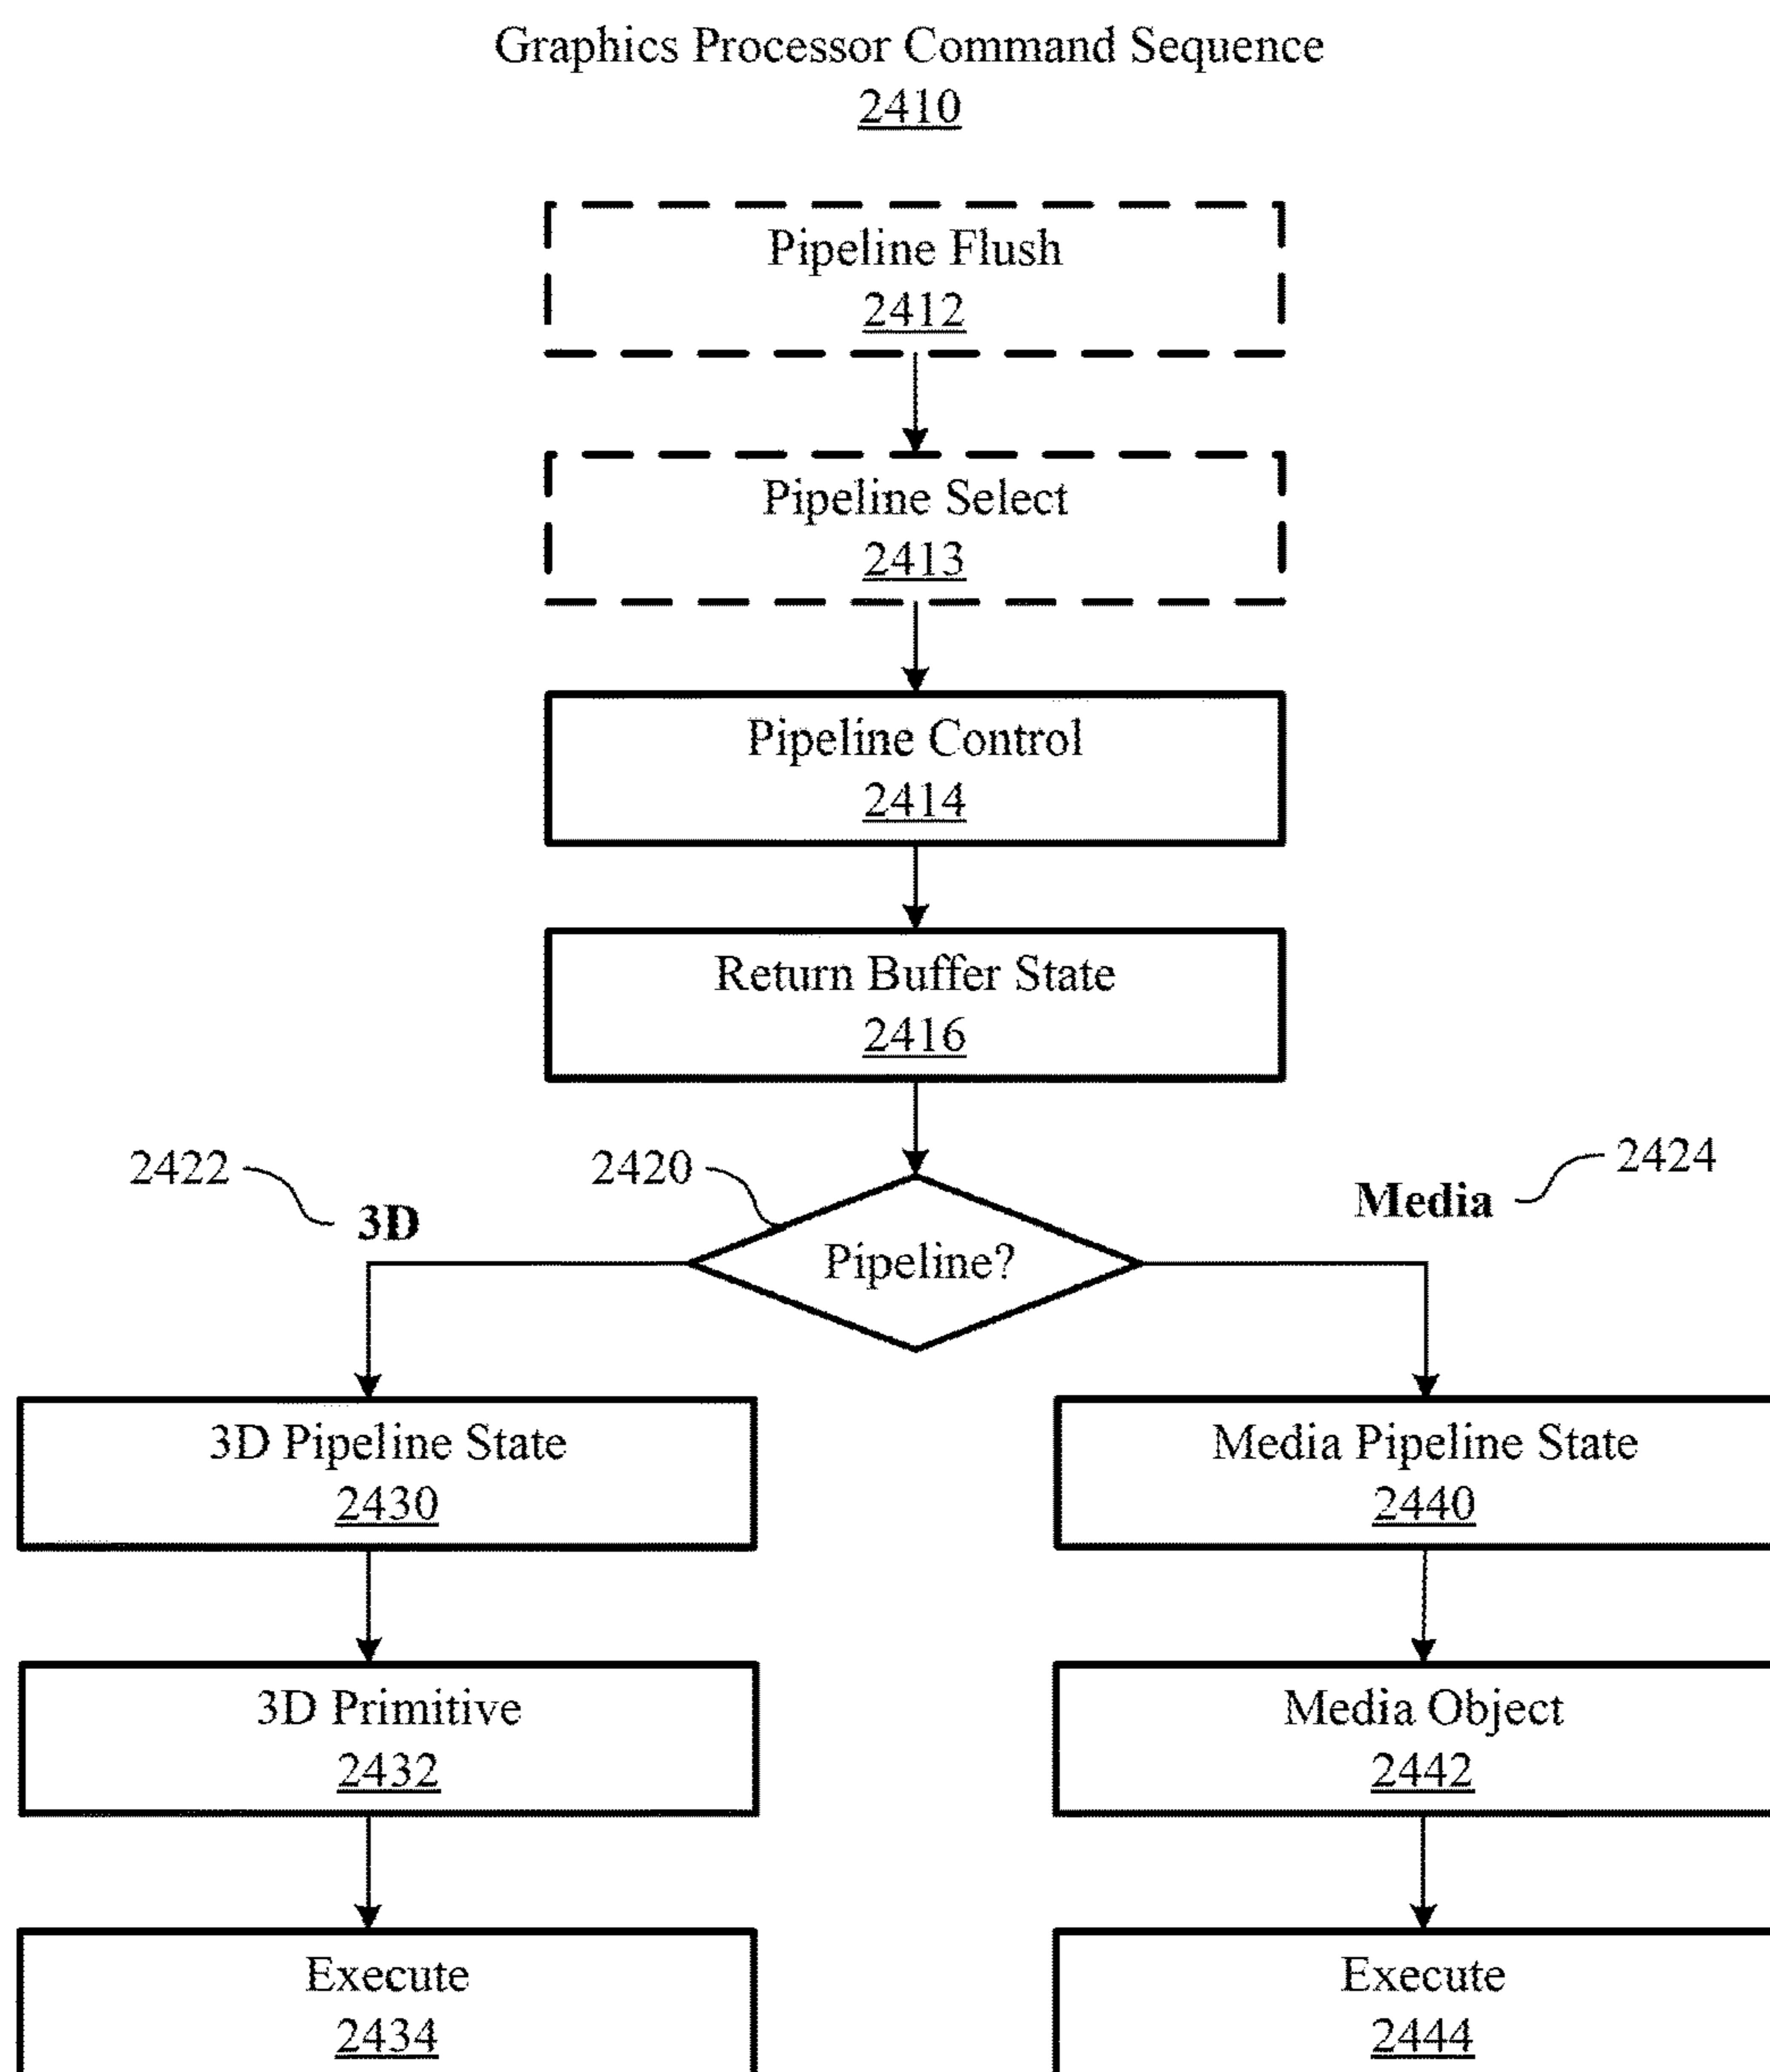 Graphics Processor Command Sequence
2410
Pipeline Flush
2412
Pipeline Select
2413
Pipeline Control
2414
Return Buffer State
2416
2422
3D
2420
Pipeline?
Media
2424
3D Pipeline State
2430
Media Pipeline State
2440
3D Primitive
2432
Media Object
2442
Execute
2434
Execute
2444